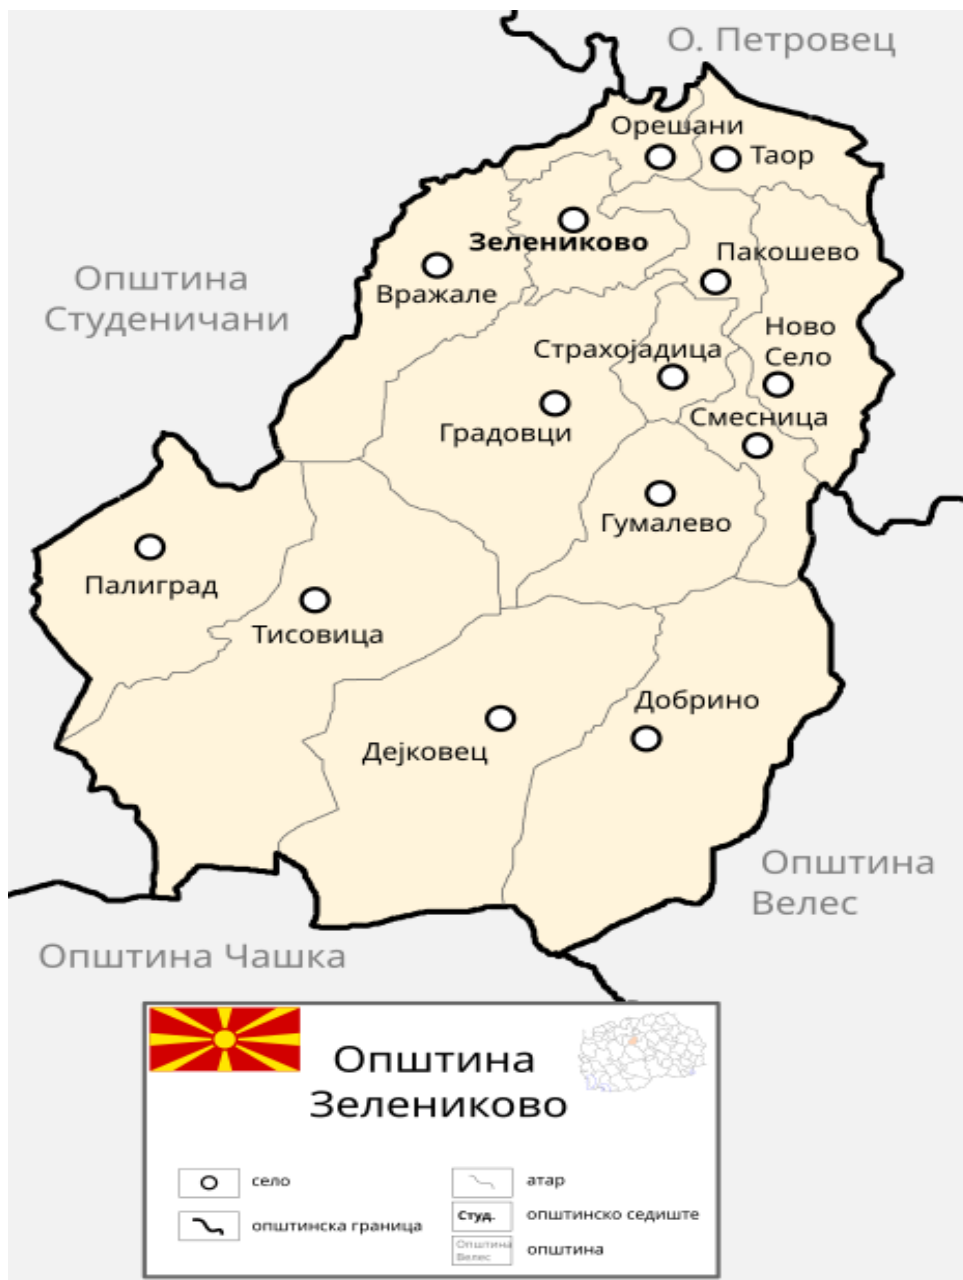 О. Петровец
Орешани
Таор
Зелениково
Пакошево
Општина
Студеничани
Вражале
Ново
Село
Страхојадица
Градовци
Смесница
Гумалево
Палиград
Тисовица
Добрино
Дејковец
Општина
Велес
Општина Чашка
Општина
Зелениково
село
атар
општинска граница
Студ.
општинско седиште
Општина
Велес
општина